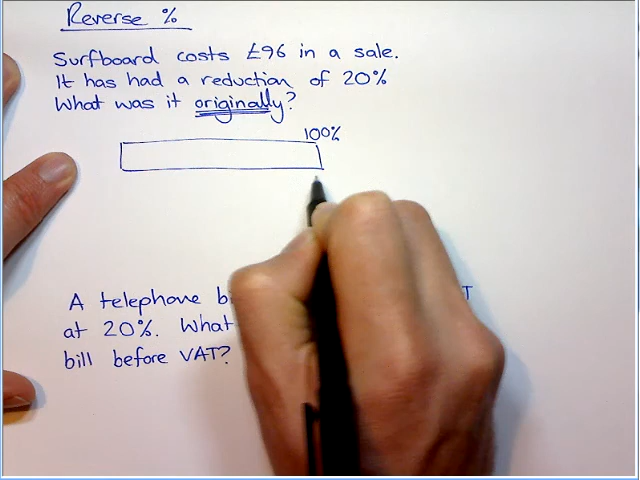 Reverse %
Surfboard costs £96 in a sale.
It has had a reduction of 20%
What was it originally?
100%
A telephone
at 20%. What
bill before VAT?